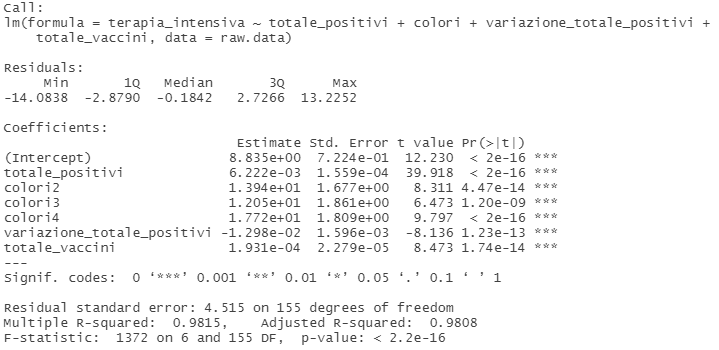 Call:
lm(formula = terapia_intensiva ~ totale_positivi + colori + variazione_totale_positivi +
    totale_vaccini, data = raw.data)
Residuals:
     Min       1Q   Median       3Q      Max
-14.0838  -2.8790  -0.1842   2.7266  13.2252
Coefficients:
                             Estimate Std. Error t value Pr(>|t|)
(Intercept)                 8.835e+00  7.224e-01  12.230  < 2e-16 ***
totale_positivi             6.222e-03  1.559e-04  39.918  < 2e-16 ***
colori2                     1.394e+01  1.677e+00   8.311 4.47e-14 ***
colori3                     1.205e+01  1.861e+00   6.473 1.20e-09 ***
colori4                     1.772e+01  1.809e+00   9.797  < 2e-16 ***
variazione_totale_positivi -1.298e-02  1.596e-03  -8.136 1.23e-13 ***
totale_vaccini              1.931e-04  2.279e-05   8.473 1.74e-14 ***
---
Signif. codes:  0 ‘***’ 0.001 ‘**’ 0.01 ‘*’ 0.05 ‘.’ 0.1 ‘ ’ 1
Residual standard error: 4.515 on 155 degrees of freedom
Multiple R-squared:  0.9815,    Adjusted R-squared:  0.9808
F-statistic:  1372 on 6 and 155 DF,  p-value: < 2.2e-16